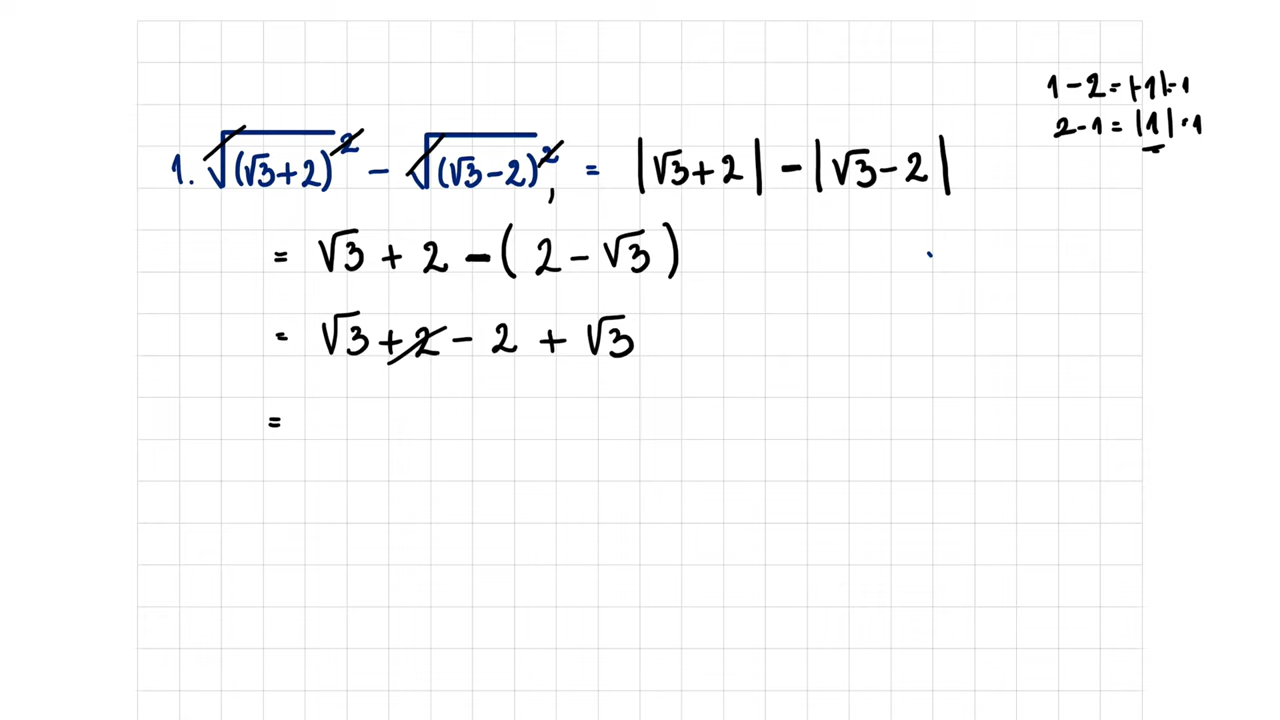 1 - 2 = |-1| = 1
2 - 1 = |1| = 1
1. √(√3+2)² - √(√3-2)², = |√3+2| - |√3-2|
= √3 + 2 - (2 - √3)
= √3 + 2 - 2 + √3
=